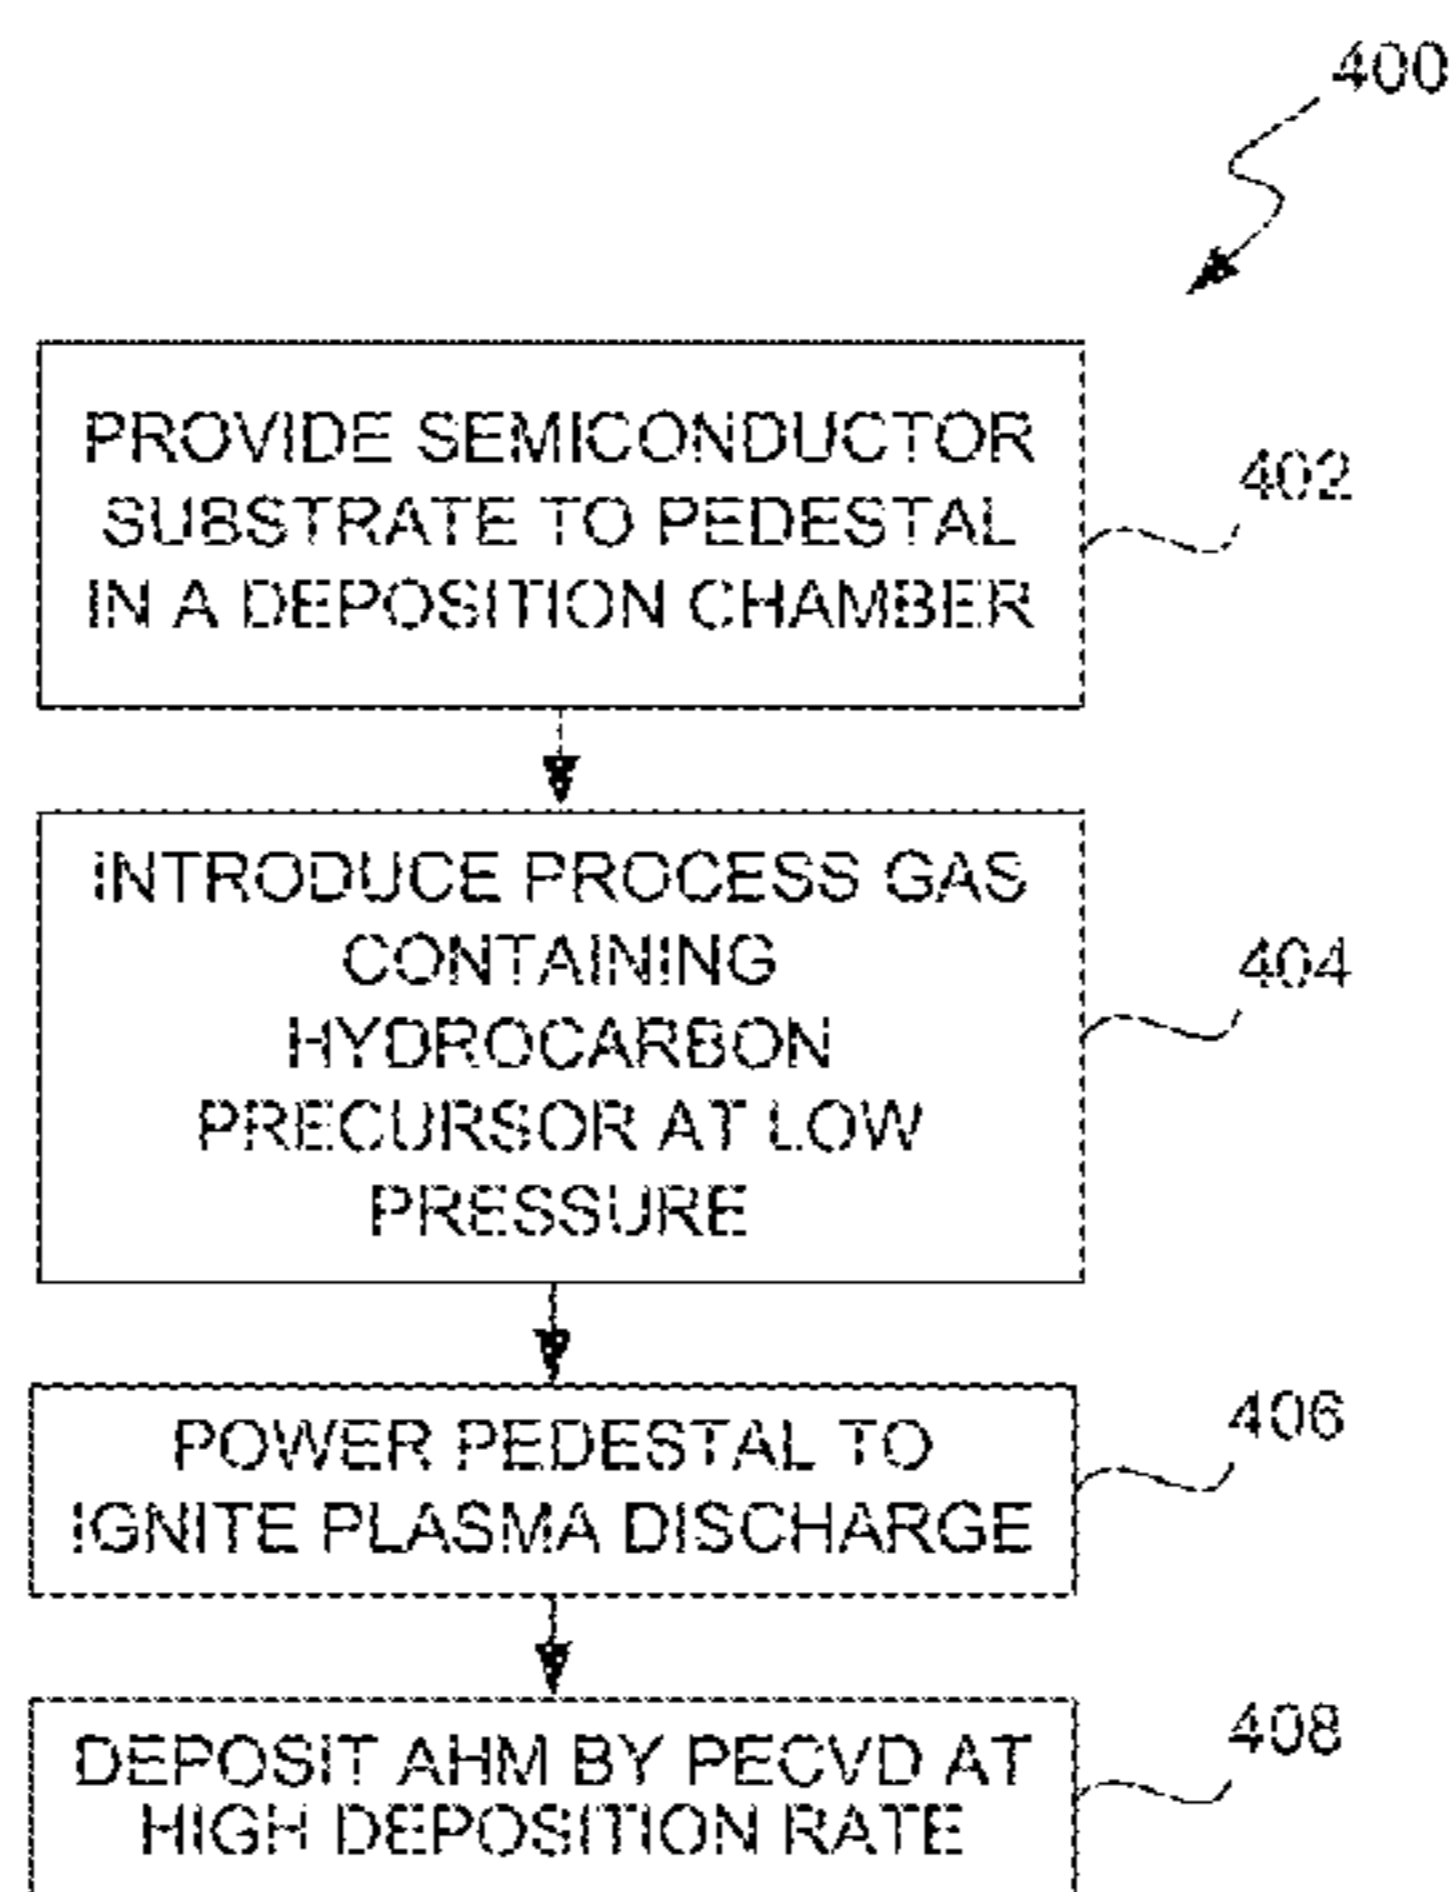 400
PROVIDE SEMICONDUCTOR
SUBSTRATE TO PEDESTAL
IN A DEPOSITION CHAMBER
402
INTRODUCE PROCESS GAS
CONTAINING
HYDROCARBON
PRECURSOR AT LOW
PRESSURE
404
POWER PEDESTAL TO
IGNITE PLASMA DISCHARGE
406
DEPOSIT AHM BY PECVD AT
HIGH DEPOSITION RATE
408